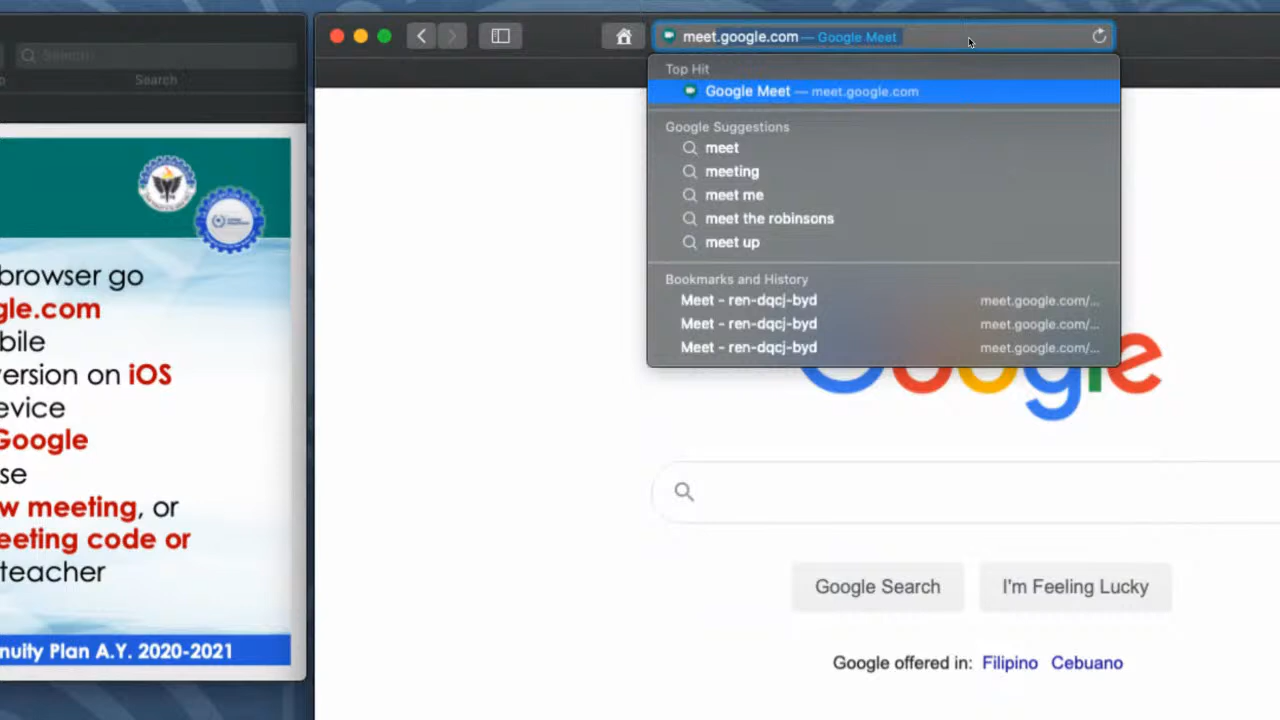 Search
Search
browser go
gle.com
bile
version on iOS
evice
Google
se
w meeting, or
eeting code or
teacher
nuity Plan A.Y. 2020-2021
meet.google.com — Google Meet
Top Hit
Google Meet — meet.google.com
Google Suggestions
meet
meeting
meet me
meet the robinsons
meet up
Bookmarks and History
Meet - ren-dqcj-byd meet.google.com/...
Meet - ren-dqcj-byd meet.google.com/...
Meet - ren-dqcj-byd meet.google.com/...
Google
Google Search
I'm Feeling Lucky
Google offered in: Filipino Cebuano